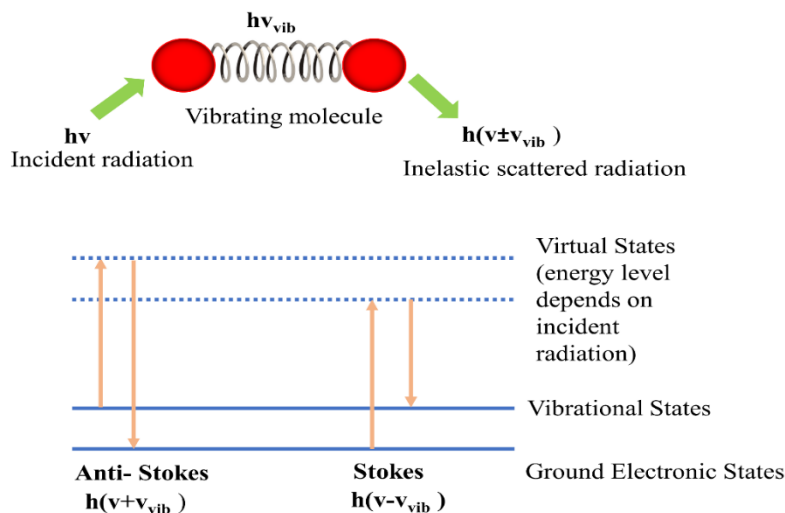 hv_vib
Vibrating molecule
hv
Incident radiation
h(v±v_vib )
Inelastic scattered radiation
Virtual States
(energy level
depends on
incident
radiation)
Vibrational States
Anti- Stokes
h(v+v_vib )
Stokes
h(v-v_vib )
Ground Electronic States